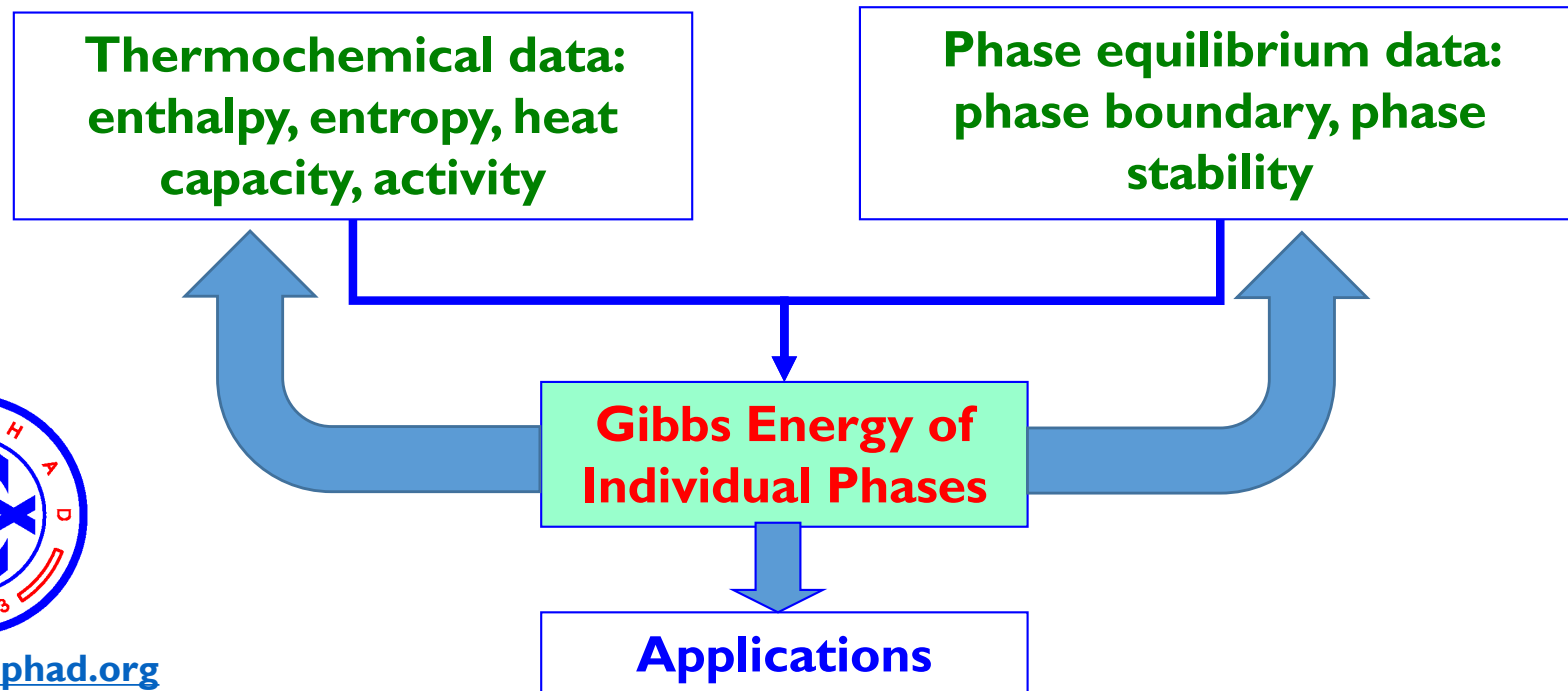 Thermochemical data:
enthalpy, entropy, heat
capacity, activity
Phase equilibrium data:
phase boundary, phase
stability
Gibbs Energy of
Individual Phases
H A D
3
phad.org
Applications